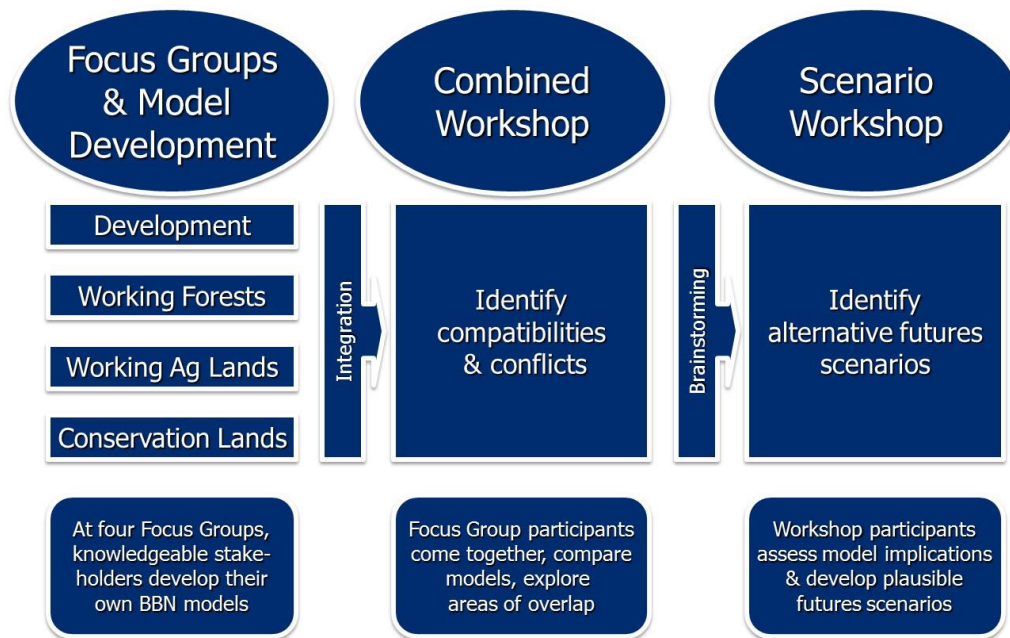 Focus Groups
& Model
Development
Combined
Workshop
Scenario
Workshop
Development
Working Forests
Working Ag Lands
Conservation Lands
Integration
Identify
compatibilities
& conflicts
Brainstorming
Identify
alternative futures
scenarios
At four Focus Groups,
knowledgeable stake-
holders develop their
own BBN models
Focus Group participants
come together, compare
models, explore
areas of overlap
Workshop participants
assess model implications
& develop plausible
futures scenarios